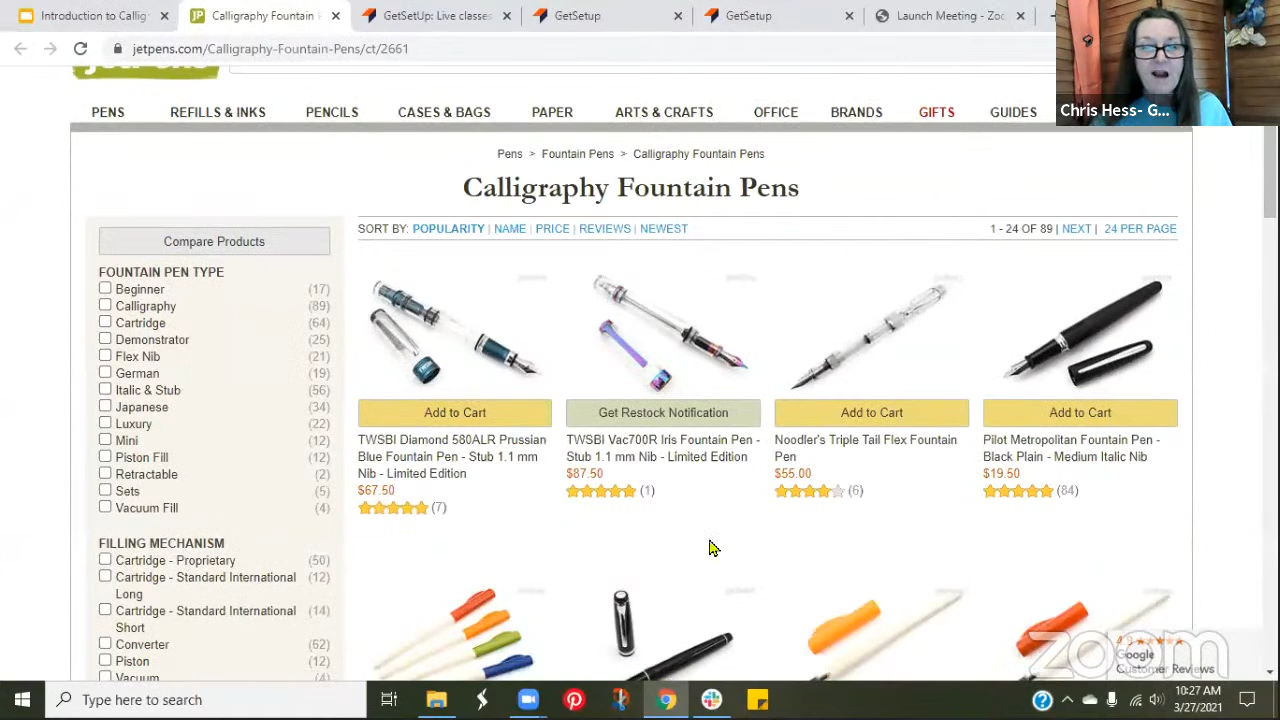 Introduction to Callig
Calligraphy Fountain
GetSetUp: Live classes
GetSetup
GetSetup
Launch Meeting - Zoo
jetpens.com/Calligraphy-Fountain-Pens/ct/2661
Chris Hess- G...
PENS
REFILLS & INKS
PENCILS
CASES & BAGS
PAPER
ARTS & CRAFTS
OFFICE
BRANDS
GIFTS
GUIDES
Pens > Fountain Pens > Calligraphy Fountain Pens
Calligraphy Fountain Pens
SORT BY: POPULARITY | NAME | PRICE | REVIEWS | NEWEST
1 - 24 OF 89 | NEXT | 24 PER PAGE
Compare Products
FOUNTAIN PEN TYPE
Beginner (17)
Calligraphy (89)
Cartridge (64)
Demonstrator (25)
Flex Nib (21)
German (19)
Italic & Stub (56)
Japanese (34)
Luxury (22)
Mini (12)
Piston Fill (12)
Retractable (2)
Sets (5)
Vacuum Fill (4)
FILLING MECHANISM
Cartridge - Proprietary (50)
Cartridge - Standard International Long (12)
Cartridge - Standard International Short (14)
Converter (52)
Piston (12)
Vacuum
Add to Cart
TWSBI Diamond 580ALR Prussian
Blue Fountain Pen - Stub 1.1 mm
Nib - Limited Edition
$67.50
(7)
Get Restock Notification
TWSBI Vac700R Iris Fountain Pen -
Stub 1.1 mm Nib - Limited Edition
$87.50
(1)
Add to Cart
Noodler's Triple Tail Flex Fountain
Pen
$55.00
(6)
Add to Cart
Pilot Metropolitan Fountain Pen -
Black Plain - Medium Italic Nib
$19.50
(84)
4.9
Google
Customer Reviews
zoom
Type here to search
10:27 AM
3/27/2021